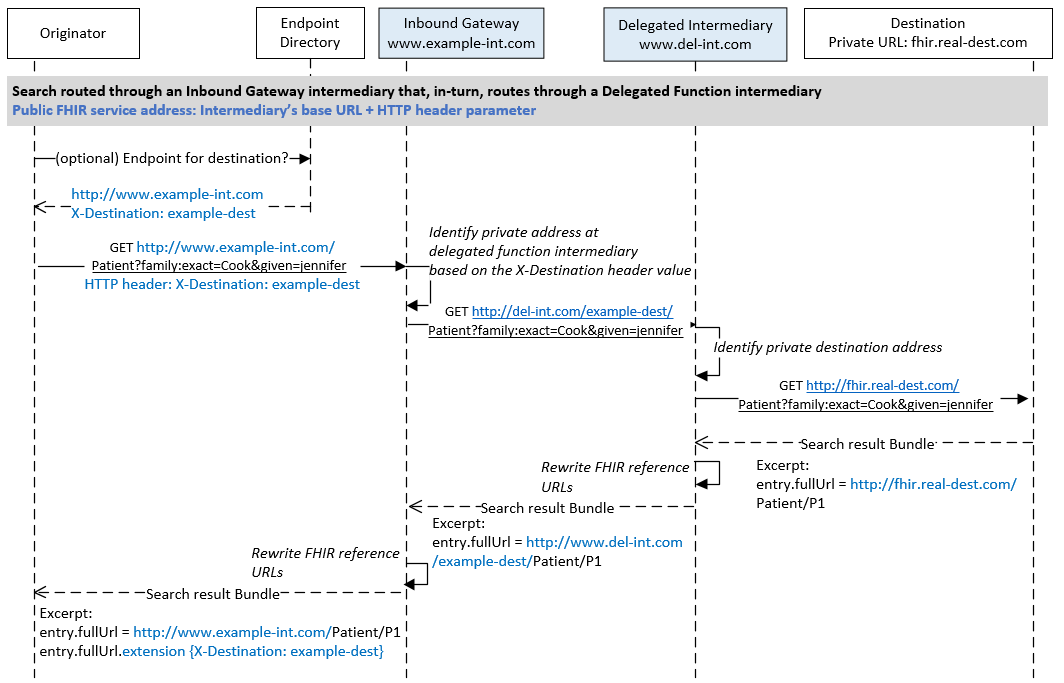 Originator
Endpoint
Directory
Inbound Gateway
www.example-int.com
Delegated Intermediary
www.del-int.com
Destination
Private URL: fhir.real-dest.com
Search routed through an Inbound Gateway intermediary that, in-turn, routes through a Delegated Function intermediary
Public FHIR service address: Intermediary's base URL + HTTP header parameter
(optional) Endpoint for destination?
http://www.example-int.com
X-Destination: example-dest
GET http://www.example-int.com/
Patient?family:exact=Cook&given=jennifer
HTTP header: X-Destination: example-dest
Identify private address at
delegated function intermediary
based on the X-Destination header value
GET http://del-int.com/example-dest/
Patient?family:exact=Cook&given=jennifer
Identify private destination address
GET http://fhir.real-dest.com/
Patient?family:exact=Cook&given=jennifer
Search result Bundle
Excerpt:
entry.fullUrl = http://fhir.real-dest.com/
Patient/P1
Rewrite FHIR reference
URLs
Search result Bundle
Excerpt:
entry.fullUrl = http://www.del-int.com
/example-dest/Patient/P1
Rewrite FHIR reference
URLs
Search result Bundle
Excerpt:
entry.fullUrl = http://www.example-int.com/Patient/P1
entry.fullUrl.extension {X-Destination: example-dest}